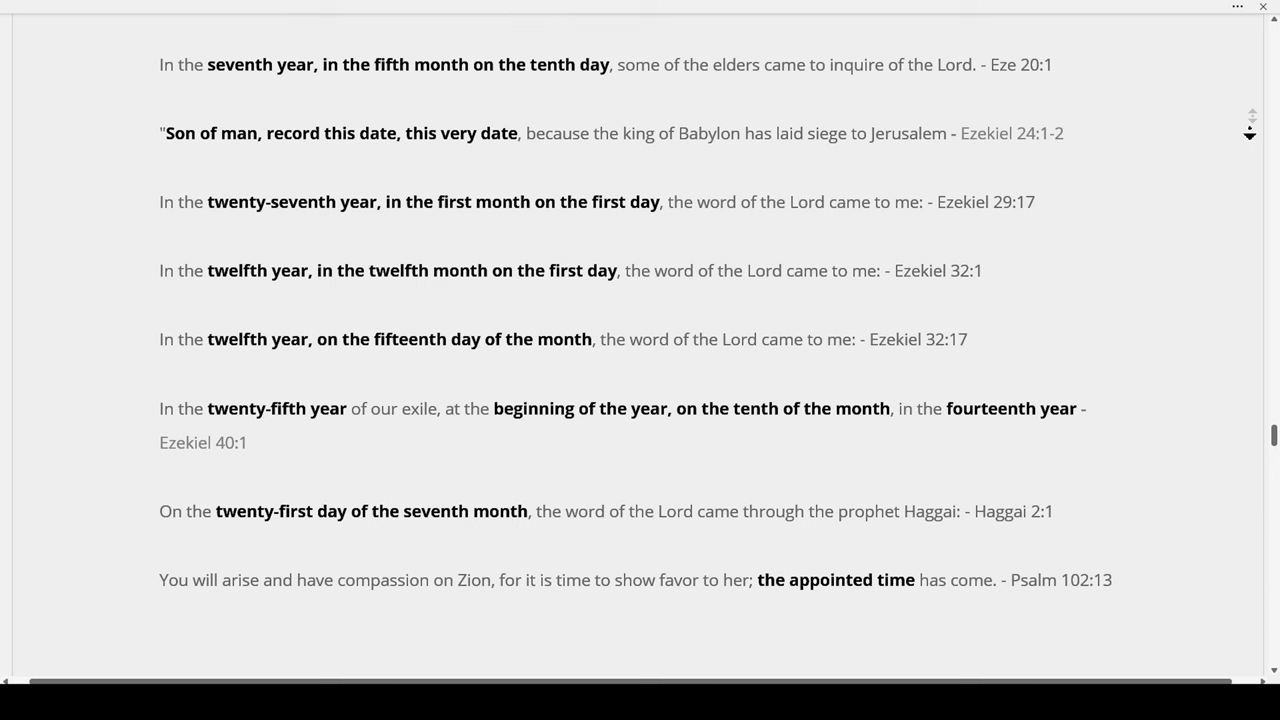 In the seventh year, in the fifth month on the tenth day, some of the elders came to inquire of the Lord. - Eze 20:1
"Son of man, record this date, this very date, because the king of Babylon has laid siege to Jerusalem - Ezekiel 24:1-2
In the twenty-seventh year, in the first month on the first day, the word of the Lord came to me: - Ezekiel 29:17
In the twelfth year, in the twelfth month on the first day, the word of the Lord came to me: - Ezekiel 32:1
In the twelfth year, on the fifteenth day of the month, the word of the Lord came to me: - Ezekiel 32:17
In the twenty-fifth year of our exile, at the beginning of the year, on the tenth of the month, in the fourteenth year -
Ezekiel 40:1
On the twenty-first day of the seventh month, the word of the Lord came through the prophet Haggai: - Haggai 2:1
You will arise and have compassion on Zion, for it is time to show favor to her; the appointed time has come. - Psalm 102:13